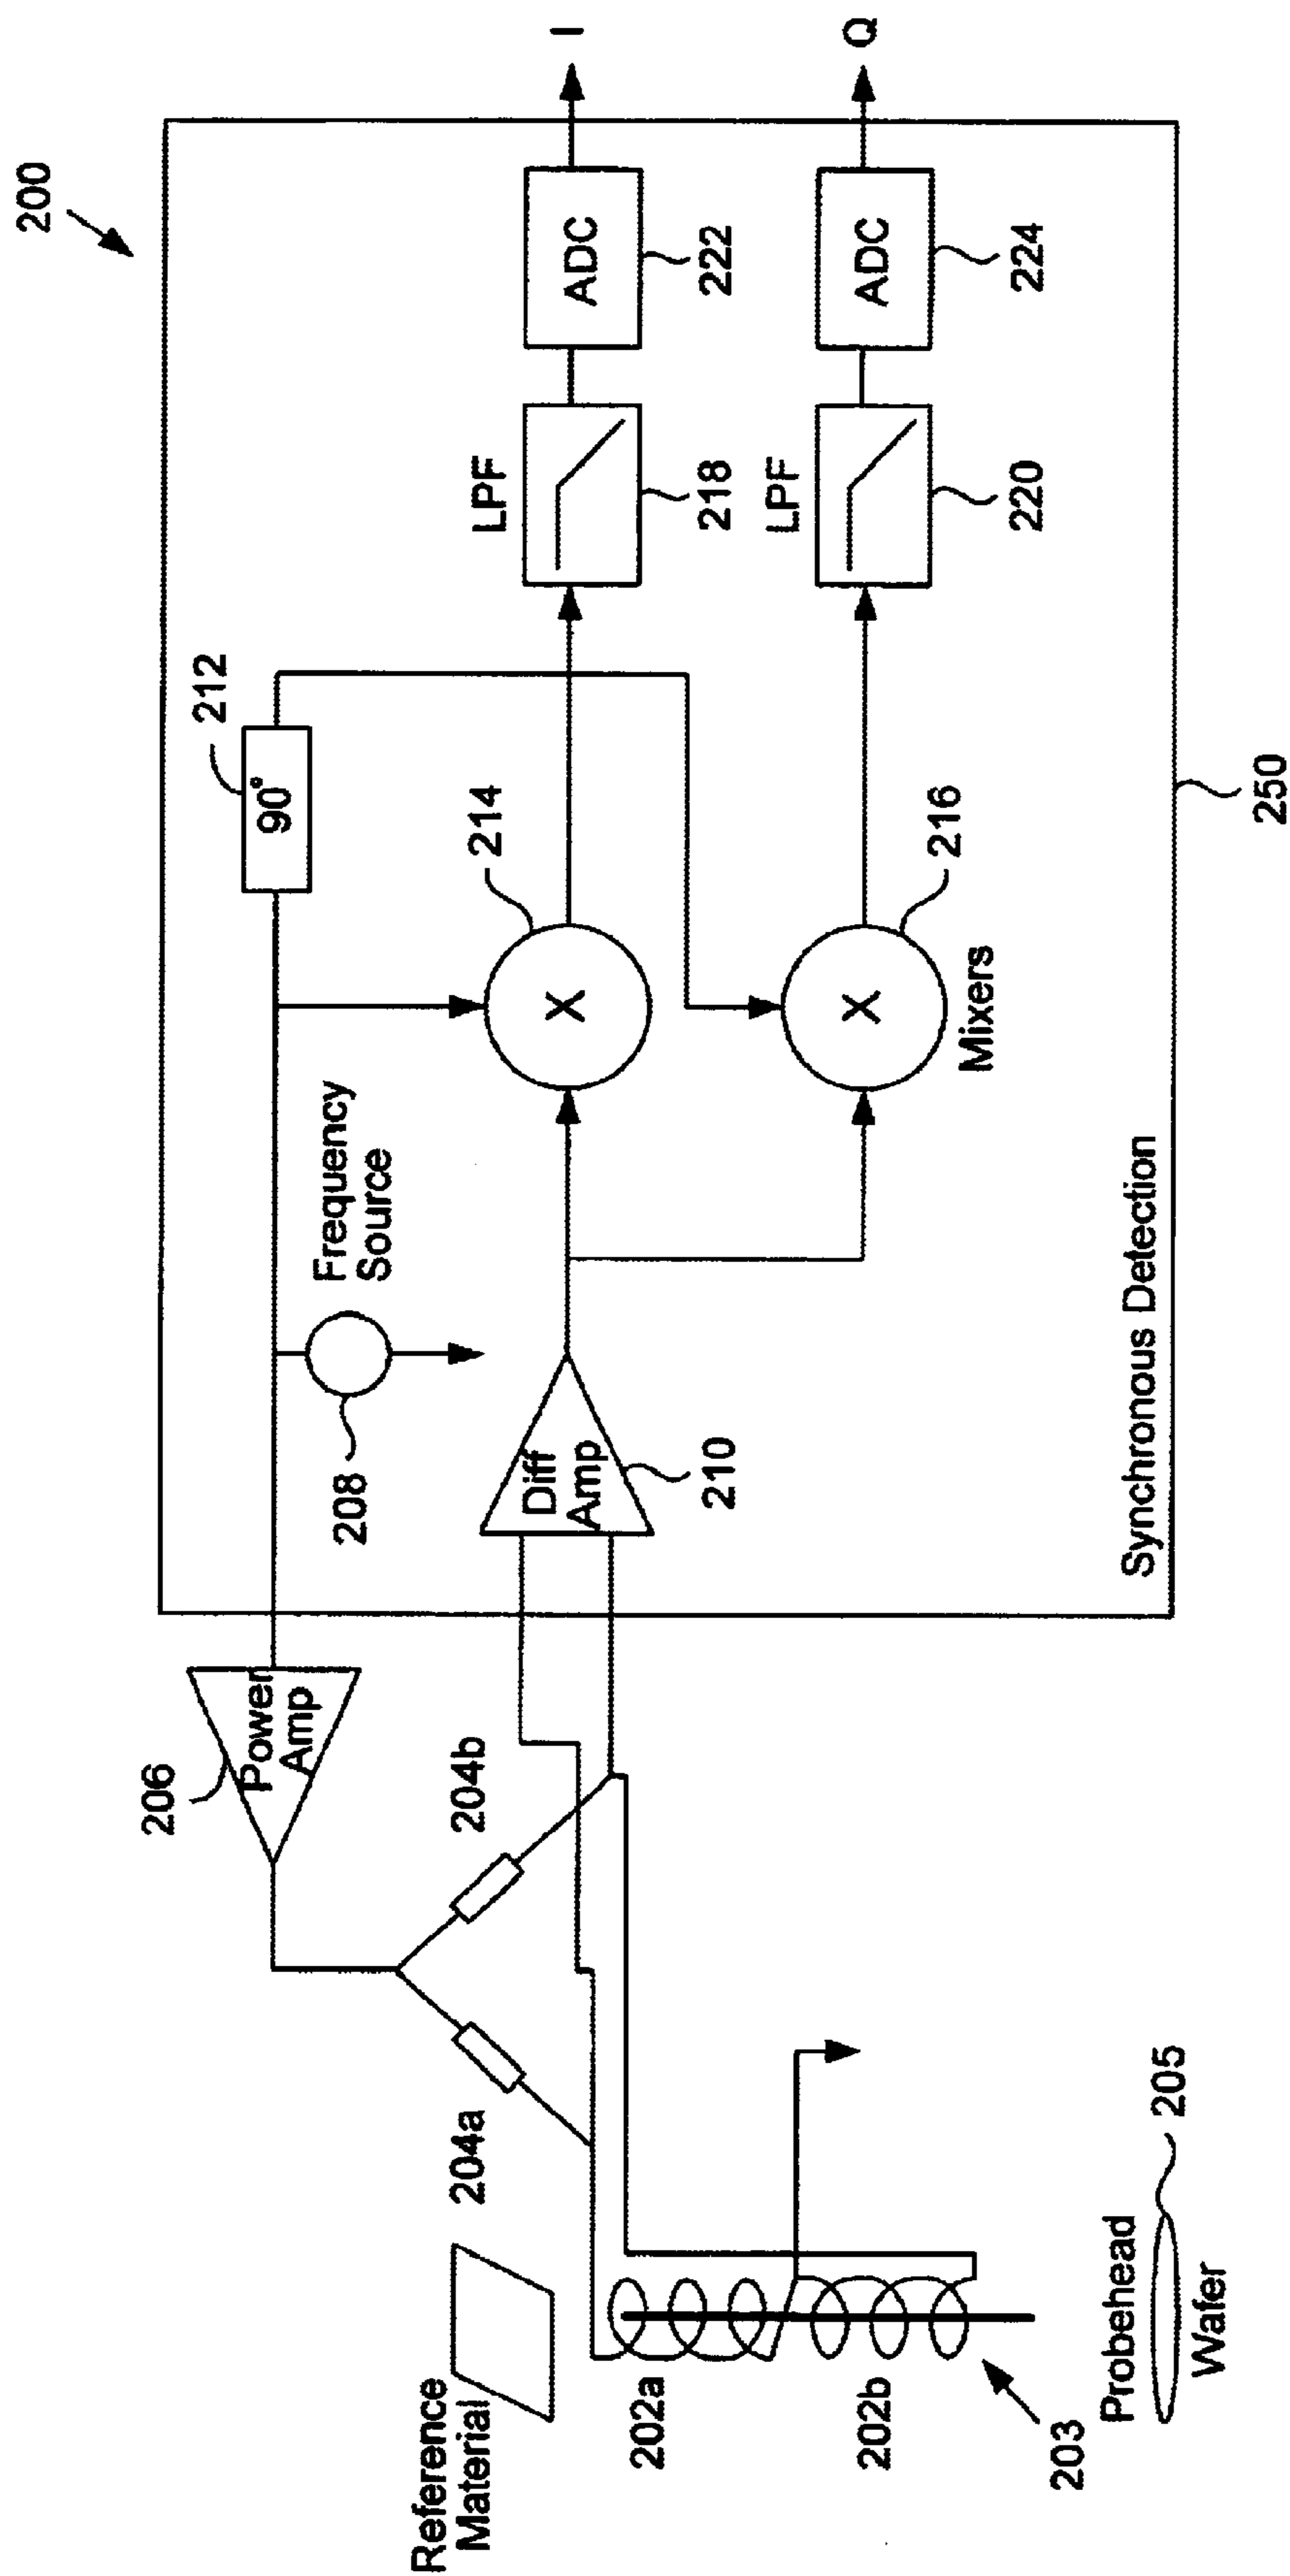 200
212
90°
206
Power
Amp
Frequency
Source
208
Diff
Amp
210
214
X
216
X
Mixers
LPF
218
LPF
220
ADC
222
ADC
224
I
Q
Synchronous Detection
250
204a
204b
Reference
Material
202a
202b
203
Probehead
205
Wafer